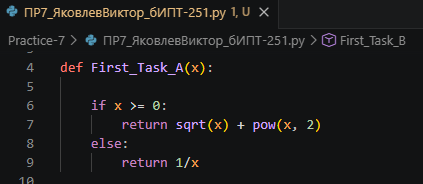 ПР7_ЯковлевВиктор_бИПТ-251.py 1, U ×
Practice-7 > ПР7_ЯковлевВиктор_бИПТ-251.py > First_Task_B
4 def First_Task_A(x):
5
6 if x >= 0:
7 return sqrt(x) + pow(x, 2)
8 else:
9 return 1/x
10